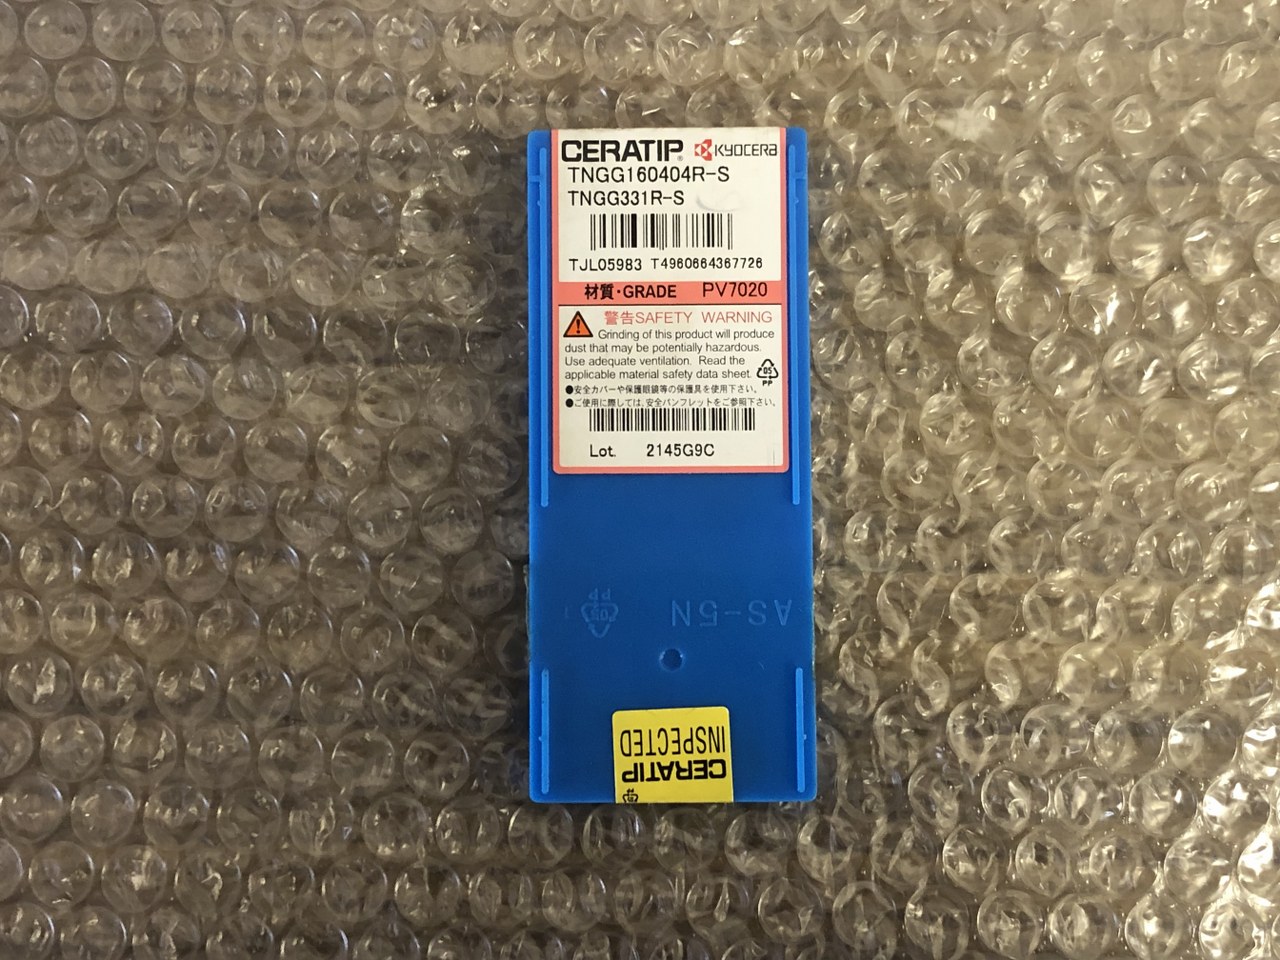 CERATIP® KYOCERA
TNGG160404R-S
TNGG331R-S
TJL05983 T4960664367726
材質・GRADE PV7020
警告SAFETY WARNING
Grinding of this product will produce
dust that may be potentially hazardous.
Use adequate ventilation. Read the
applicable material safety data sheet.
05
PP
●安全カバーや保護眼鏡等の保護具を使用下さい。
●ご使用に際しては、安全パンフレットをご参照下さい。
Lot. 2145G9C
AS-5N
PP
INSPECTED
CERATIP